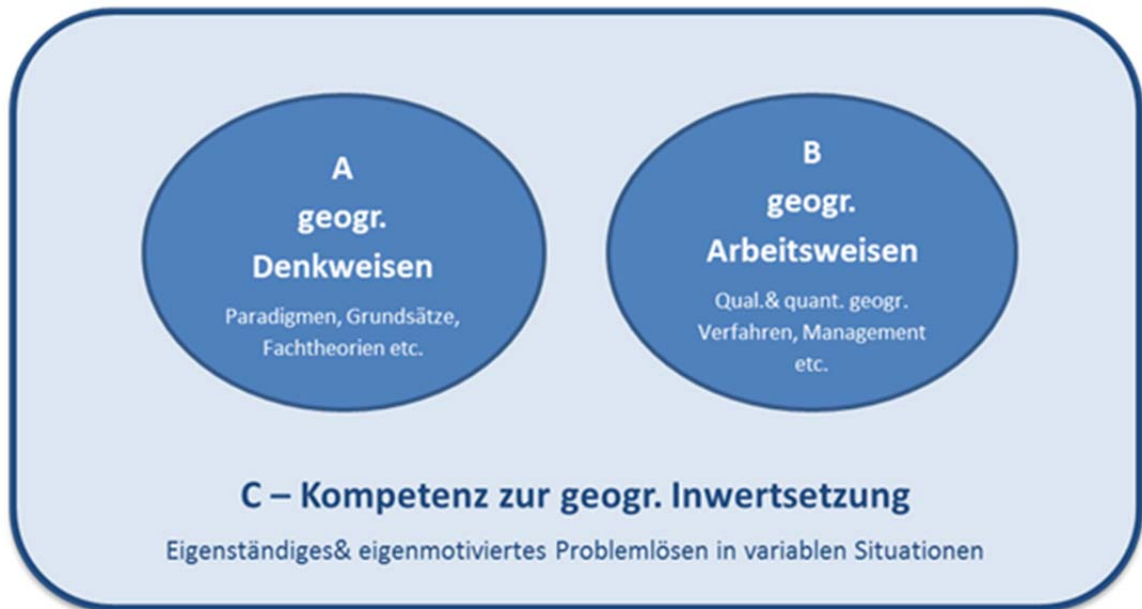 A
geogr.
Denkweisen
Paradigmen, Grundsätze,
Fachtheorien etc.
B
geogr.
Arbeitsweisen
Qual.& quant. geogr.
Verfahren, Management
etc.
C – Kompetenz zur geogr. Inwertsetzung
Eigenständiges& eigenmotiviertes Problemlösen in variablen Situationen